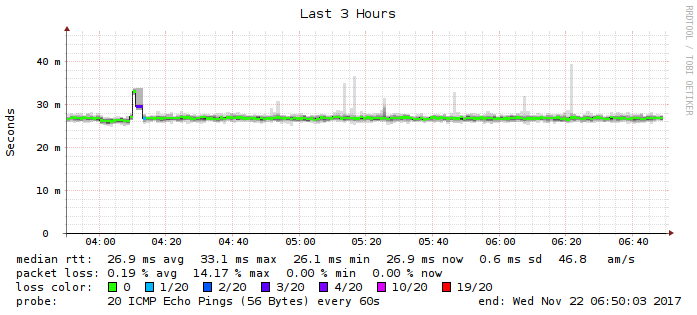 Last 3 Hours
RRDTOOL / TOBI OETIKER
Seconds
40 m
30 m
20 m
10 m
0
04:00 04:20 04:40 05:00 05:20 05:40 06:00 06:20 06:40
median rtt: 26.9 ms avg 33.1 ms max 26.1 ms min 26.9 ms now 0.6 ms sd 46.8 am/s
packet loss: 0.19 % avg 14.17 % max 0.00 % min 0.00 % now
loss color: 0 1/20 2/20 3/20 4/20 10/20 19/20
probe: 20 ICMP Echo Pings (56 Bytes) every 60s end: Wed Nov 22 06:50:03 2017